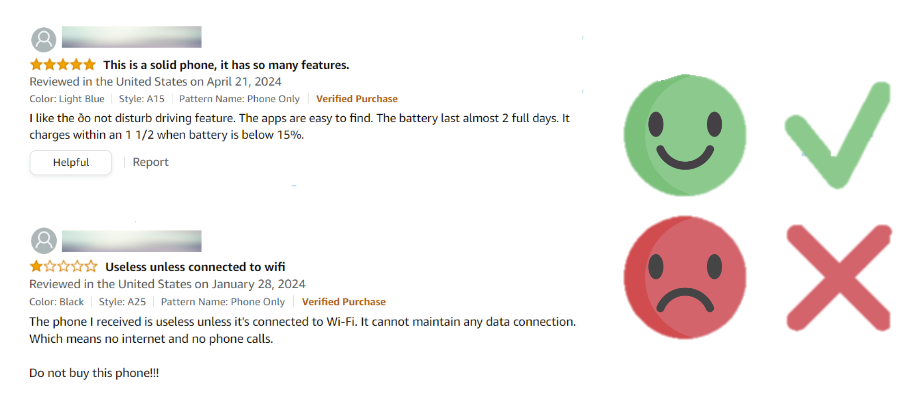 This is a solid phone, it has so many features.
Reviewed in the United States on April 21, 2024
Color: Light Blue | Style: A15 | Pattern Name: Phone Only | Verified Purchase
I like the ðo not disturb driving feature. The apps are easy to find. The battery last almost 2 full days. It
charges within an 1 1/2 when battery is below 15%.
Helpful | Report
Useless unless connected to wifi
Reviewed in the United States on January 28, 2024
Color: Black | Style: A25 | Pattern Name: Phone Only | Verified Purchase
The phone I received is useless unless it's connected to Wi-Fi. It cannot maintain any data connection.
Which means no internet and no phone calls.
Do not buy this phone!!!